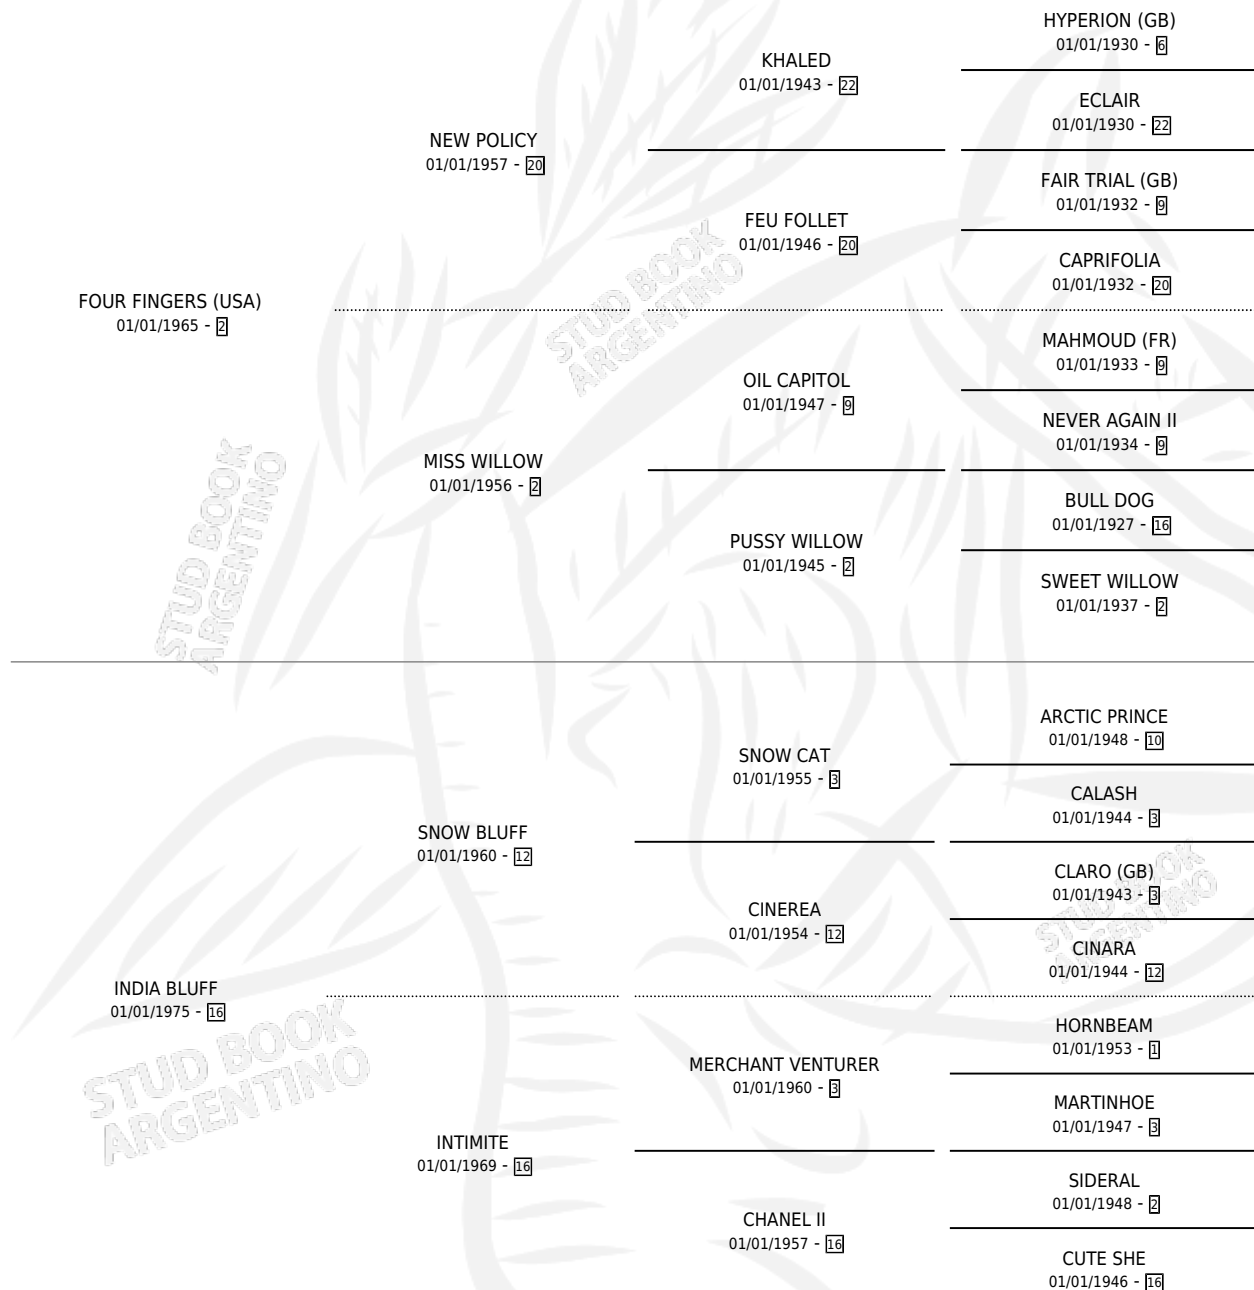 HYPERION (GB)
01/01/1930 - 6
KHALED
01/01/1943 - 22
ECLAIR
01/01/1930 - 22
NEW POLICY
01/01/1957 - 20
FAIR TRIAL (GB)
01/01/1932 - 9
FEU FOLLET
01/01/1946 - 20
CAPRIFOLIA
01/01/1932 - 20
FOUR FINGERS (USA)
01/01/1965 - 2
STUD BOOK
ARGENTINO
MAHMOUD (FR)
01/01/1933 - 9
OIL CAPITOL
01/01/1947 - 9
NEVER AGAIN II
01/01/1934 - 9
MISS WILLOW
01/01/1956 - 2
BULL DOG
01/01/1927 - 16
PUSSY WILLOW
01/01/1945 - 2
SWEET WILLOW
01/01/1937 - 2
STUD BOOK
ARGENTINO
ARCTIC PRINCE
01/01/1948 - 10
SNOW CAT
01/01/1955 - 3
CALASH
01/01/1944 - 3
SNOW BLUFF
01/01/1960 - 12
CLARO (GB)
01/01/1943 - 3
CINEREA
01/01/1954 - 12
STUD BOOK
ARGENTINO
CINARA
01/01/1944 - 12
INDIA BLUFF
01/01/1975 - 16
STUD BOOK
ARGENTINO
HORNBEAM
01/01/1953 - 1
MERCHANT VENTURER
01/01/1960 - 3
MARTINHOE
01/01/1947 - 3
INTIMITE
01/01/1969 - 16
SIDERAL
01/01/1948 - 2
CHANEL II
01/01/1957 - 16
CUTE SHE
01/01/1946 - 16